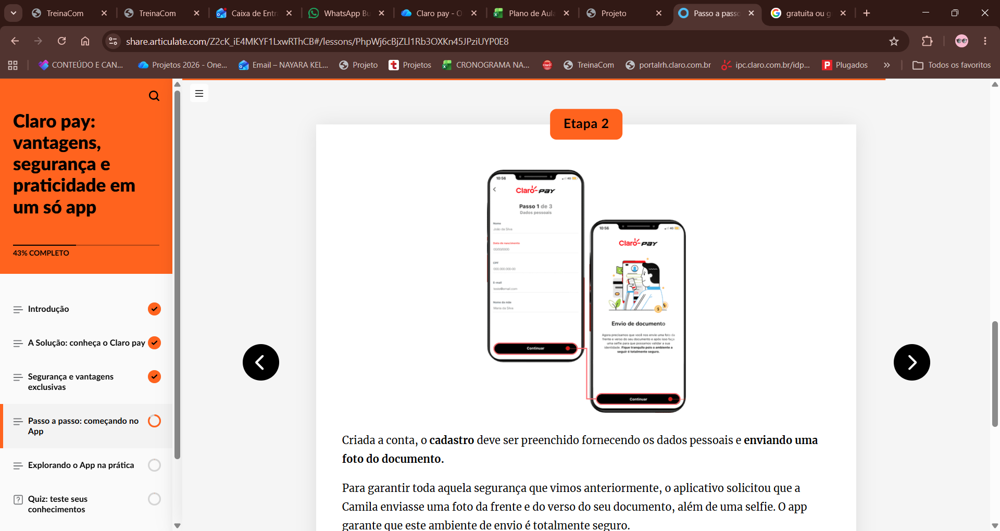 TreinaCom
TreinaCom
Caixa de Entr
WhatsApp Bu
Claro pay - O
Plano de Aula
Projeto
Passo a passo
gratuita ou g
share.articulate.com/Z2cK_iE4MKYF1LxwRThCB#/lessons/PhpWj6cBjZLl1Rb3OXKn45JPziUYP0E8
CONTEÚDO E CAN...
Projetos 2026 - One...
Email – NAYARA KEL...
Projeto
Projetos
CRONOGRAMA NA...
TreinaCom
portalrh.claro.com.br
ipc.claro.com.br/idp...
Plugados
Todos os favoritos
Claro pay:
vantagens,
segurança e
praticidade em
um só app
43% COMPLETO
Introdução
A Solução: conheça o Claro pay
Segurança e vantagens
exclusivas
Passo a passo: começando no
App
Explorando o App na prática
Quiz: teste seus
conhecimentos
Etapa 2
10:56
4G
Claro pay
Passo 1 de 3
Dados pessoais
Nome
João da Silva
Data de nascimento
00/00/0000
CPF
000.000.000-00
E-mail
teste@email.com
Nome da mãe
Maria da Silva
Continuar
10:56
4G
Claro pay
Envio de documento
Agora precisamos que você nos envie uma foto da
frente e verso do seu documento e após isso faça
uma selfie para que possamos validar a sua
identidade. Fique tranquilo pois o ambiente a
seguir é totalmente seguro.
Continuar
Criada a conta, o cadastro deve ser preenchido fornecendo os dados pessoais e enviando uma
foto do documento.
Para garantir toda aquela segurança que vimos anteriormente, o aplicativo solicitou que a
Camila enviasse uma foto da frente e do verso do seu documento, além de uma selfie. O app
garante que este ambiente de envio é totalmente seguro.